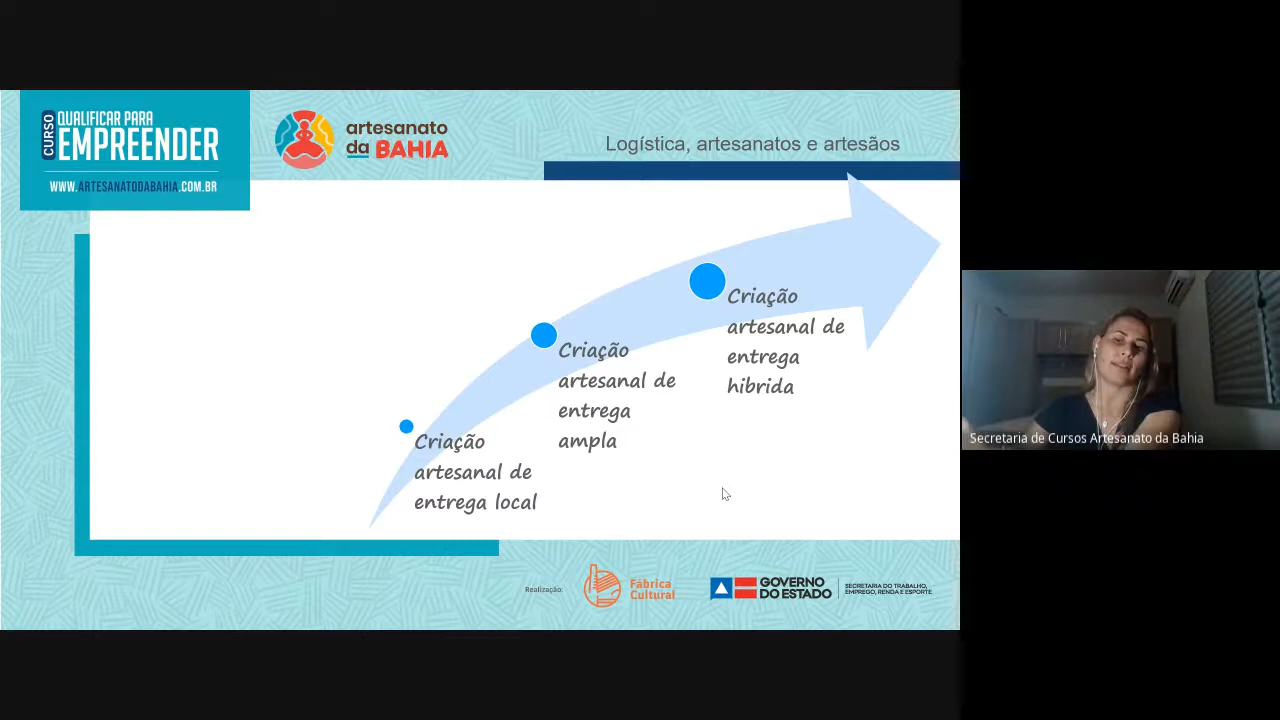 CURSO
QUALIFICAR PARA
EMPREENDER
WWW.ARTESANATODABAHIA.COM.BR
artesanato
da BAHIA
Logística, artesanatos e artesãos
Criação
artesanal de
entrega
hibrida
Criação
artesanal de
entrega
ampla
Criação
artesanal de
entrega local
Secretaria de Cursos Artesanato da Bahia
Realização:
Fábrica
Cultural
GOVERNO
DO ESTADO
SECRETARIA DO TRABALHO,
EMPREGO, RENDA E ESPORTE